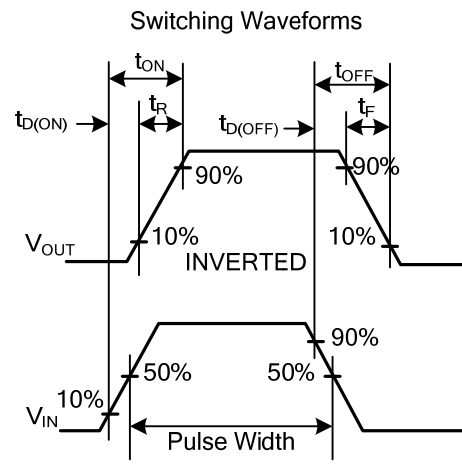 Switching Waveforms
tON
tOFF
tR
tF
tD(ON)
tD(OFF)
90%
90%
10%
10%
VOUT
INVERTED
90%
50%
50%
10%
VIN
Pulse Width